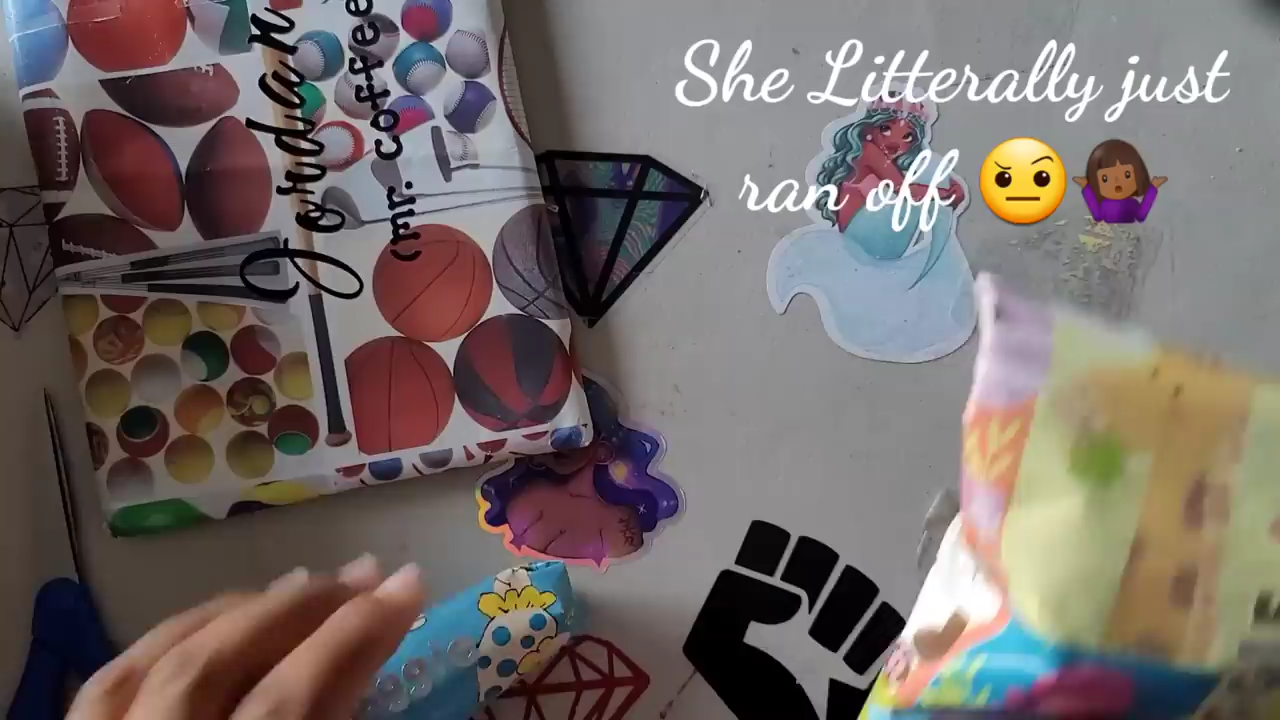 She Litterally just
ran off 🤨🤷🏾‍♀️
Jordan
(mr. coffee